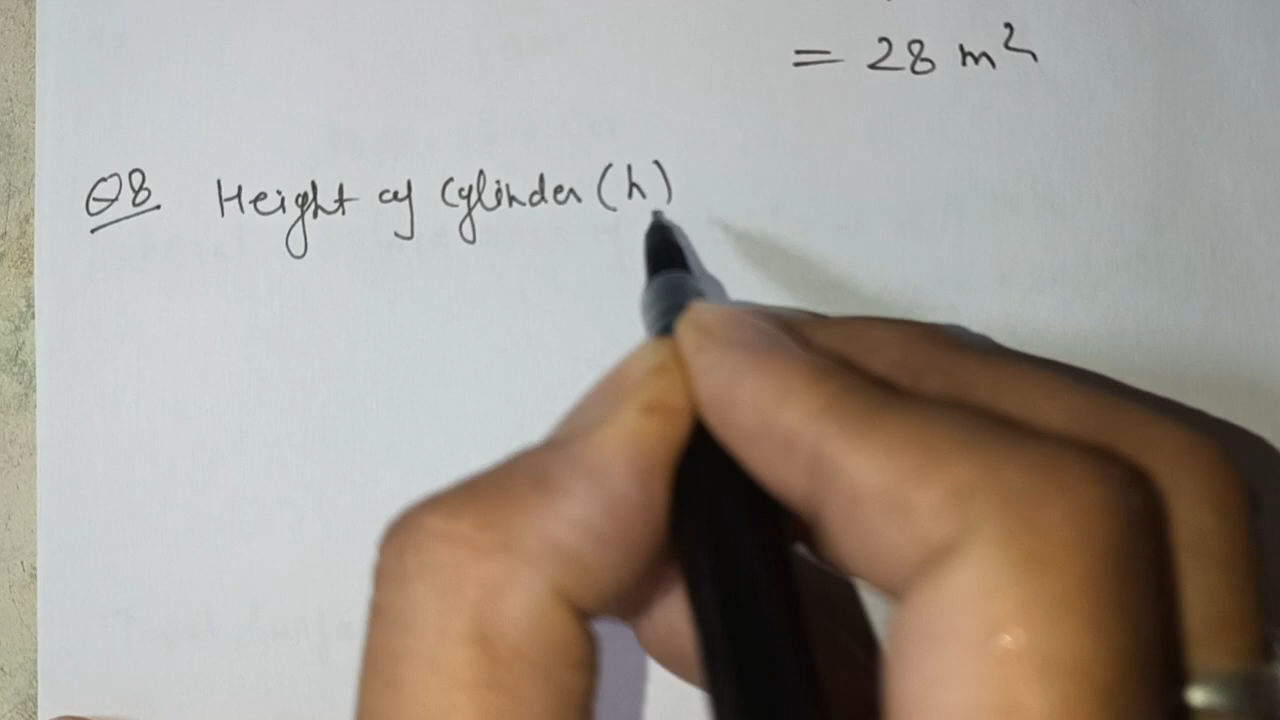 = 28 m²
Q8 Height of Cylinder (h)